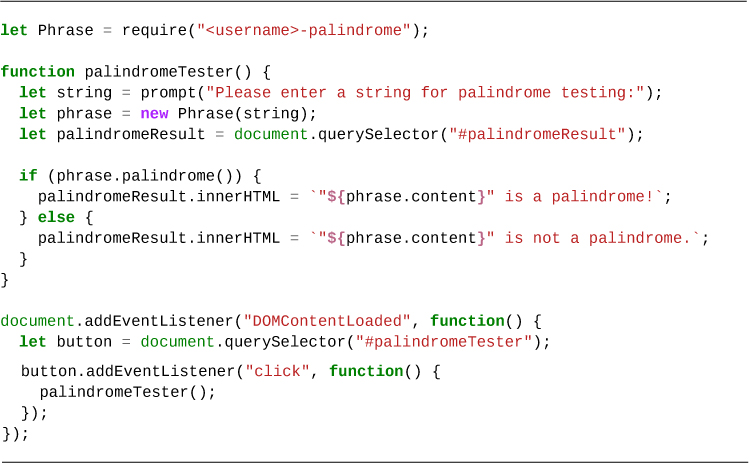 let Phrase = require("<username>-palindrome");

function palindromeTester() {
  let string = prompt("Please enter a string for palindrome testing:");
  let phrase = new Phrase(string);
  let palindromeResult = document.querySelector("#palindromeResult");

  if (phrase.palindrome()) {
    palindromeResult.innerHTML = `"${phrase.content}" is a palindrome!`;
  } else {
    palindromeResult.innerHTML = `"${phrase.content}" is not a palindrome.`;
  }
}

document.addEventListener("DOMContentLoaded", function() {
  let button = document.querySelector("#palindromeTester");
  button.addEventListener("click", function() {
    palindromeTester();
  });
});